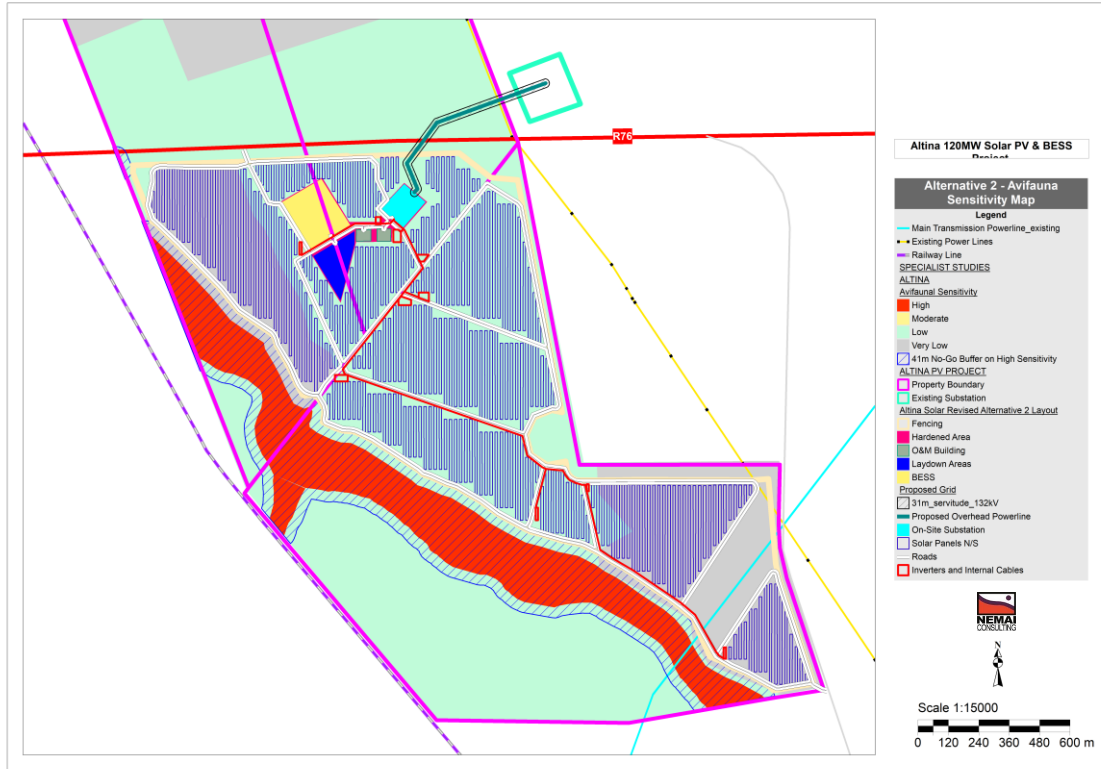 R76
Altina 120MW Solar PV & BESS
Project
Alternative 2 - Avifauna
Sensitivity Map
Legend
Main Transmission Powerline_existing
Existing Power Lines
Railway Line
SPECIALIST STUDIES
ALTINA
Avifaunal Sensitivity
High
Moderate
Low
Very Low
41m No-Go Buffer on High Sensitivity
ALTINA PV PROJECT
Property Boundary
Existing Substation
Altina Solar Revised Alternative 2 Layout
Fencing
Hardened Area
O&M Building
Laydown Areas
BESS
Proposed Grid
31m_servitude_132kV
Proposed Overhead Powerline
On-Site Substation
Solar Panels N/S
Roads
Inverters and Internal Cables
NEMAI
CONSULTING
N
Scale 1:15000
0 120 240 360 480 600 m